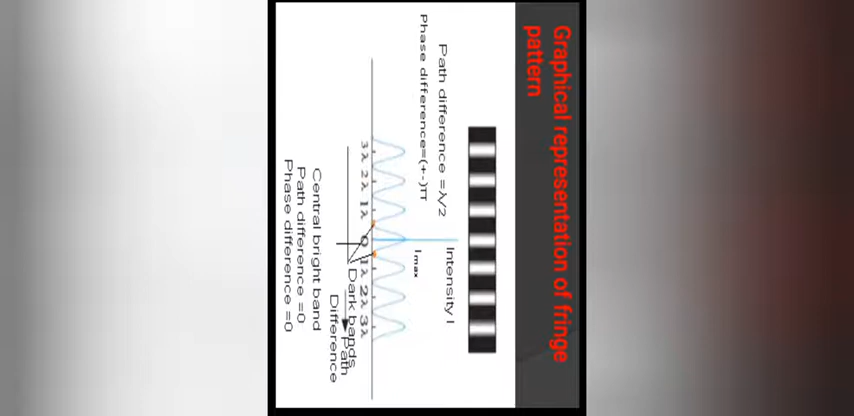 Graphical representation of fringe
pattern
Intensity I
Path difference =λ/2
Phase difference=(+-)π
Imax
3λ 2λ 1λ 0 1λ 2λ 3λ
Dark bands
Path
Difference
Central bright band
Path difference =0
Phase difference =0